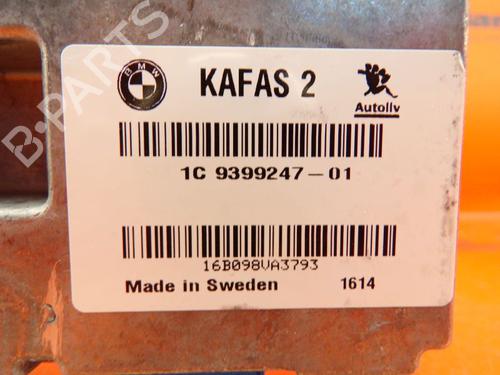 BMW
KAFAS 2
Autoliv
1C 9399247-01
16B098VA3793
Made in Sweden 1614
B-PARTS